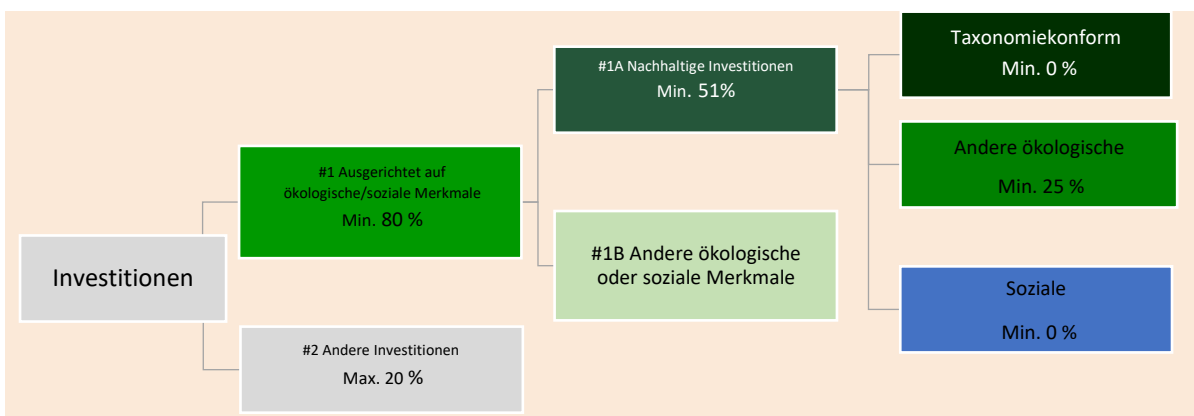 Investitionen
#1 Ausgerichtet auf
ökologische/soziale Merkmale
Min. 80 %
#2 Andere Investitionen
Max. 20 %
#1A Nachhaltige Investitionen
Min. 51%
#1B Andere ökologische
oder soziale Merkmale
Taxonomiekonform
Min. 0 %
Andere ökologische
Min. 25 %
Soziale
Min. 0 %